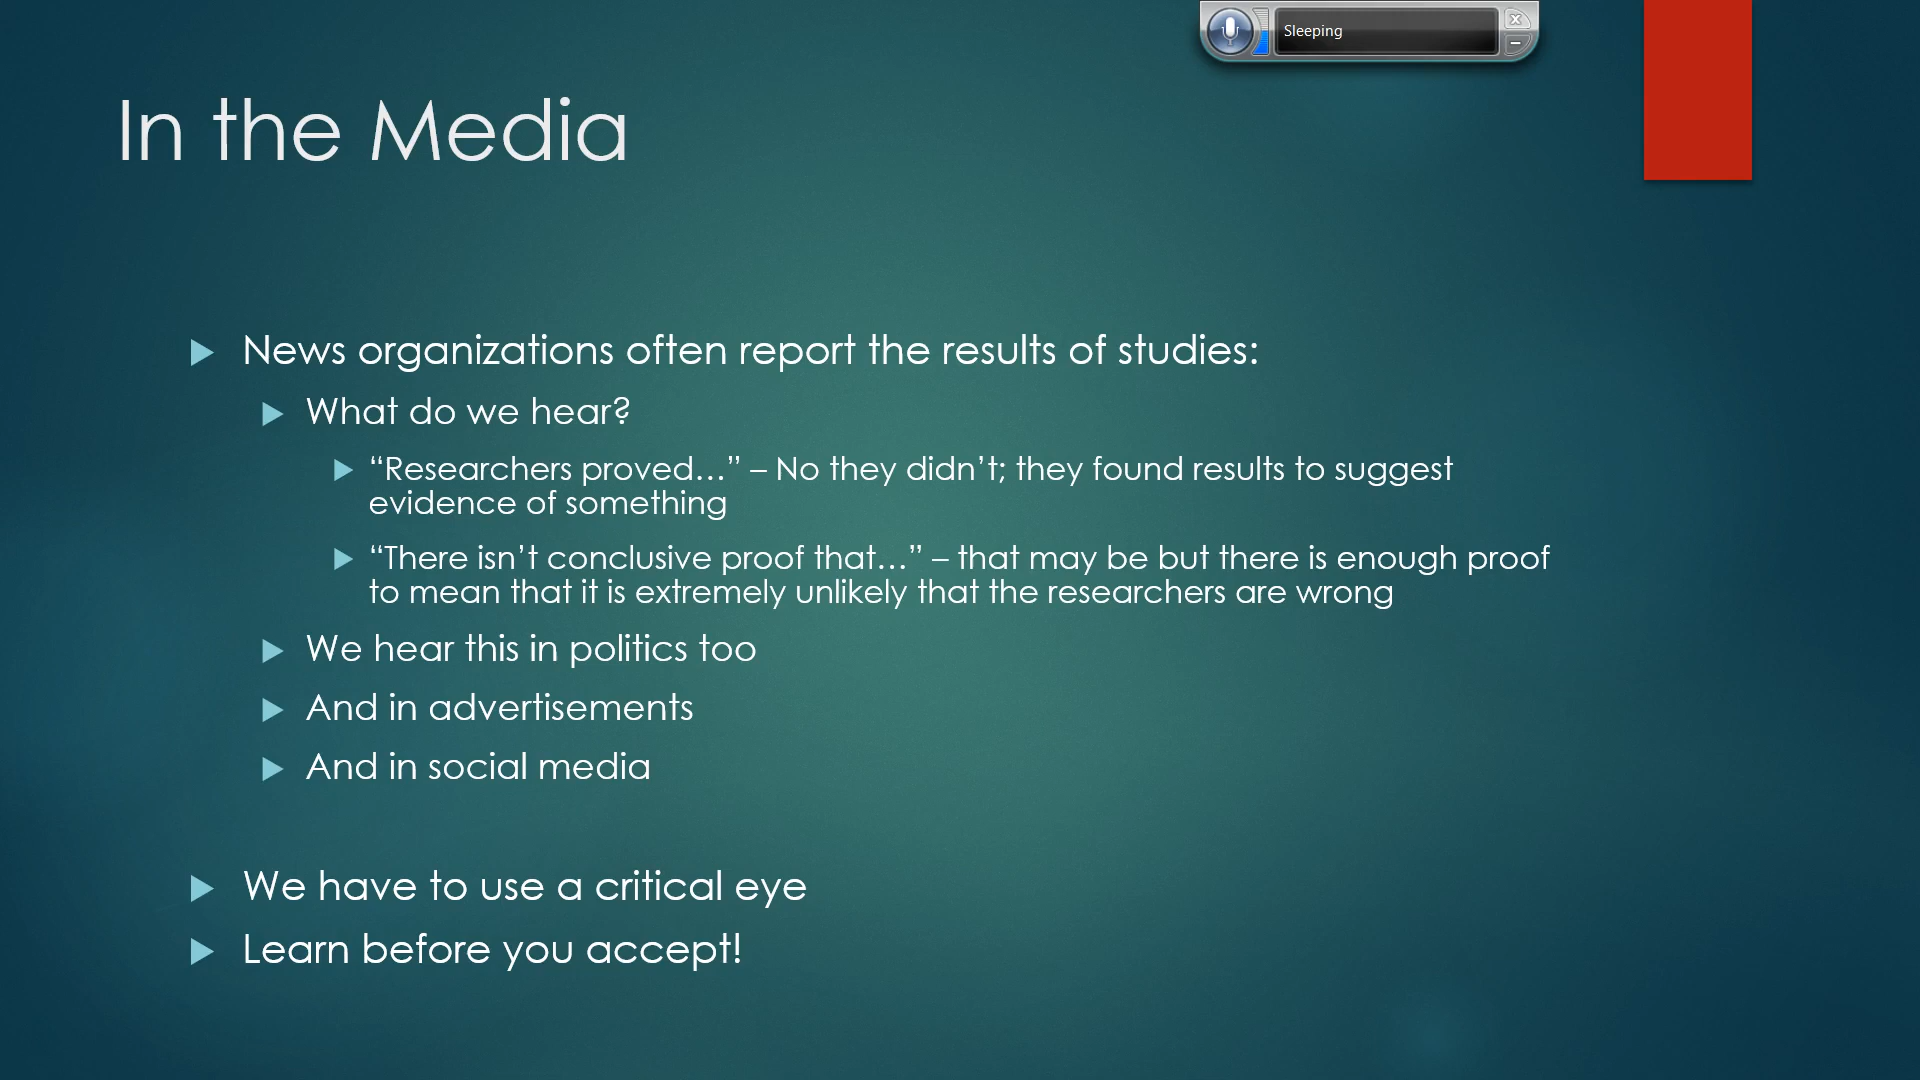 Sleeping
In the Media
News organizations often report the results of studies:
What do we hear?
“Researchers proved…” – No they didn’t; they found results to suggest
evidence of something
“There isn’t conclusive proof that…” – that may be but there is enough proof
to mean that it is extremely unlikely that the researchers are wrong
We hear this in politics too
And in advertisements
And in social media
We have to use a critical eye
Learn before you accept!